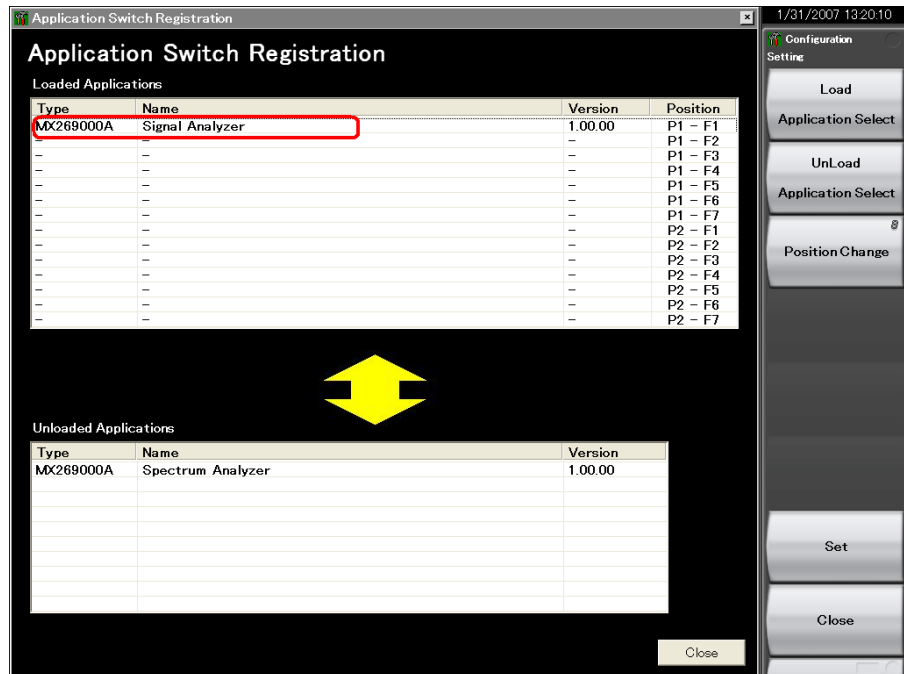 Application Switch Registration
1/31/2007 13:20:10
Application Switch Registration
Loaded Applications
Type Name Version Position
MX269000A Signal Analyzer 1.00.00 P1 - F1
- - - P1 - F2
- - - P1 - F3
- - - P1 - F4
- - - P1 - F5
- - - P1 - F6
- - - P1 - F7
- - - P2 - F1
- - - P2 - F2
- - - P2 - F3
- - - P2 - F4
- - - P2 - F5
- - - P2 - F6
- - - P2 - F7
Unloaded Applications
Type Name Version
MX269000A Spectrum Analyzer 1.00.00
Close
Configuration
Setting
Load
Application Select
UnLoad
Application Select
Position Change
Set
Close